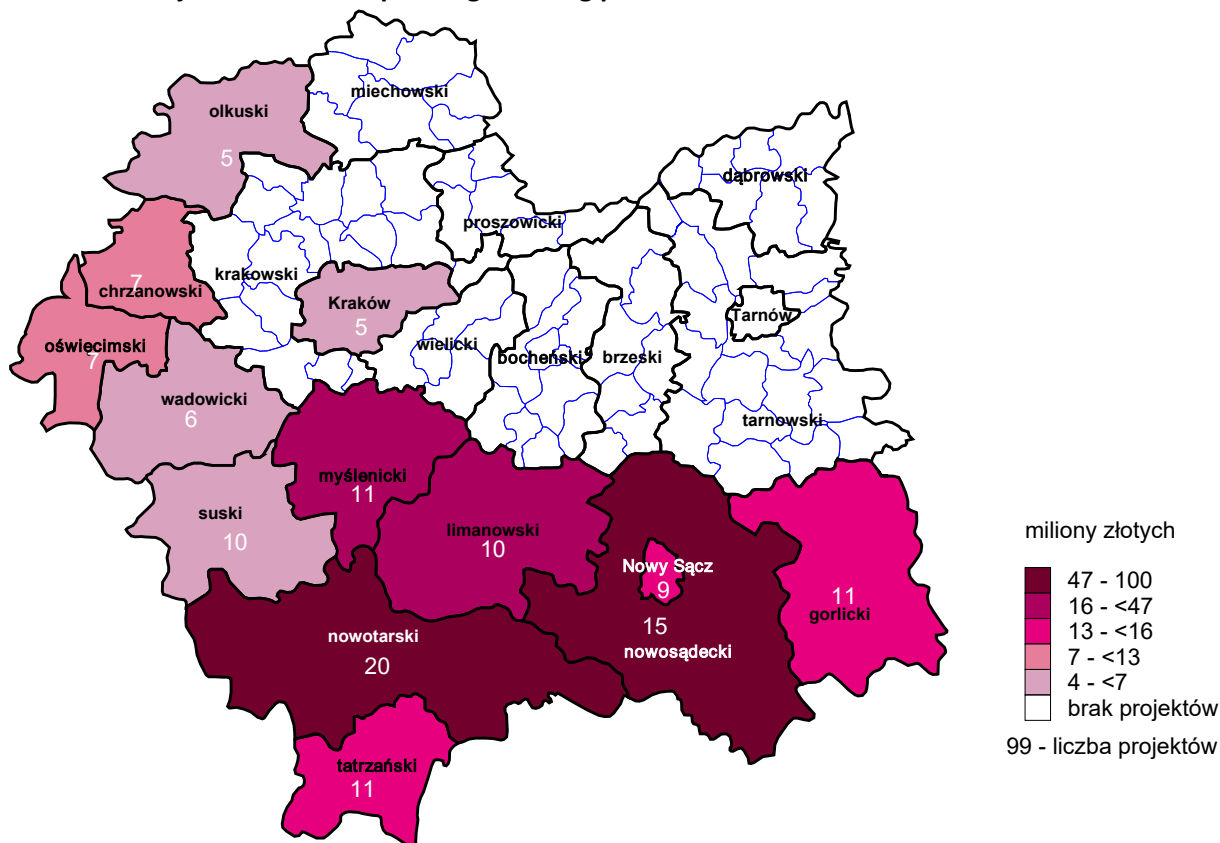 miechowski
olkuski
5
dąbrowski
proszowicki
krakowski
7
chrzanowski
Kraków
5
Tarnów
oświęcimski
7
wielicki
bocheński
brzeski
wadowicki
6
tarnowski
myślenicki
11
suski
10
limanowski
10
Nowy Sącz
9
11
gorlicki
15
nowosądecki
nowotarski
20
tatrzański
11
miliony złotych
47 - 100
16 - <47
13 - <16
7 - <13
4 - <7
brak projektów
99 - liczba projektów